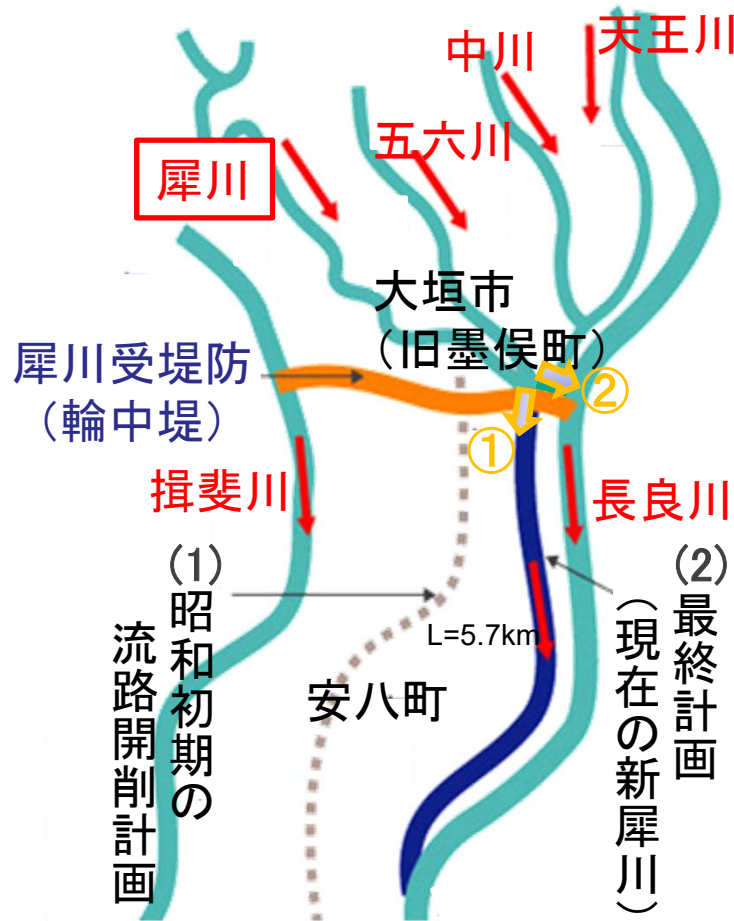 天王川
中川
五六川
犀川
大垣市
（旧墨俣町）
犀川受堤防
（輪中堤）
②
①
揖斐川
長良川
(1)
昭和初期の
流路開削計画
(2)
最終計画
（現在の新犀川）
L=5.7km
安八町